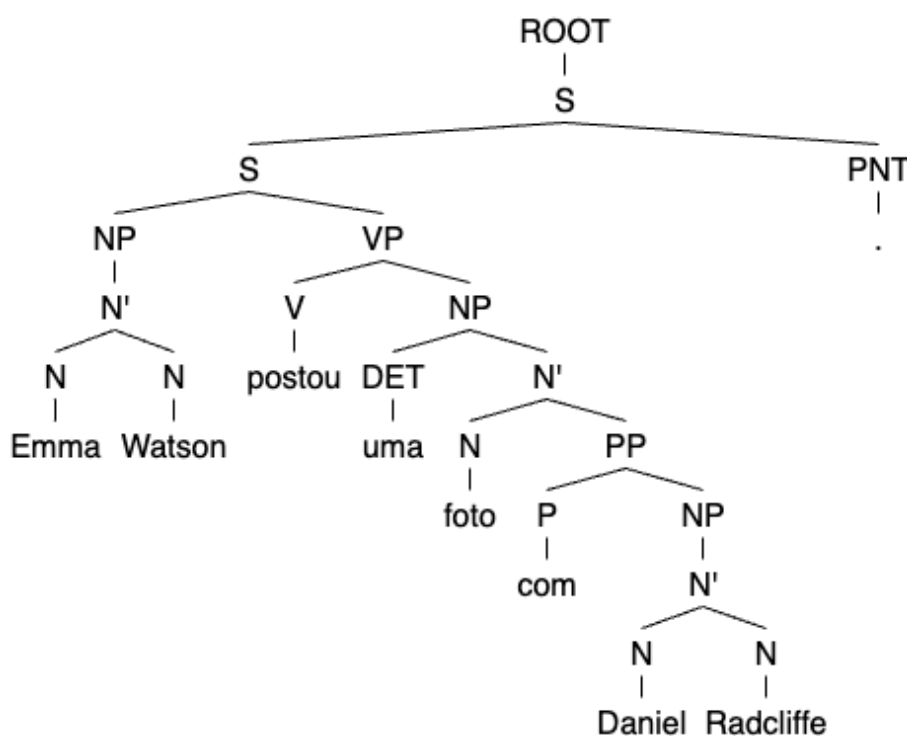 ROOT
S
S PNT
NP VP .
N' V NP
N N postou DET N'
Emma Watson uma N PP
foto P NP
com N'
N N
Daniel Radcliffe